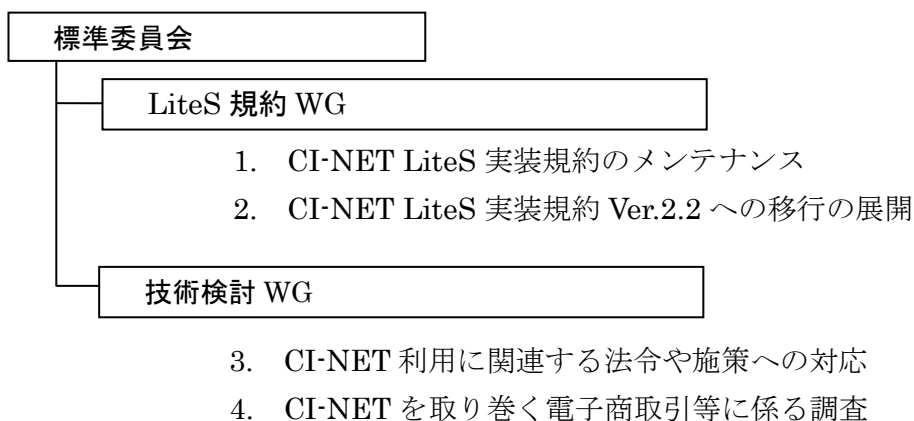 標準委員会
LiteS 規約 WG
1. CI-NET LiteS 実装規約のメンテナンス
2. CI-NET LiteS 実装規約 Ver.2.2 への移行の展開
技術検討 WG
3. CI-NET 利用に関連する法令や施策への対応
4. CI-NET を取り巻く電子商取引等に係る調査